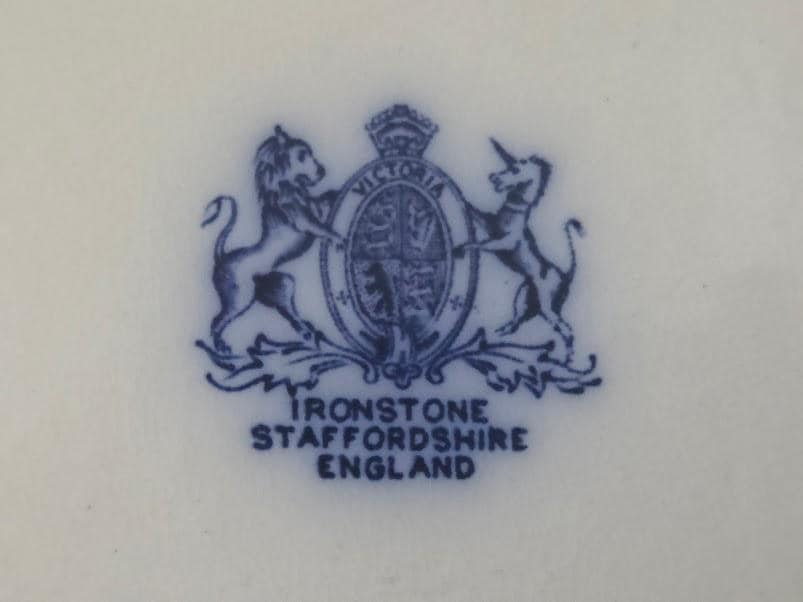 VICTORIA
IRONSTONE
STAFFORDSHIRE
ENGLAND